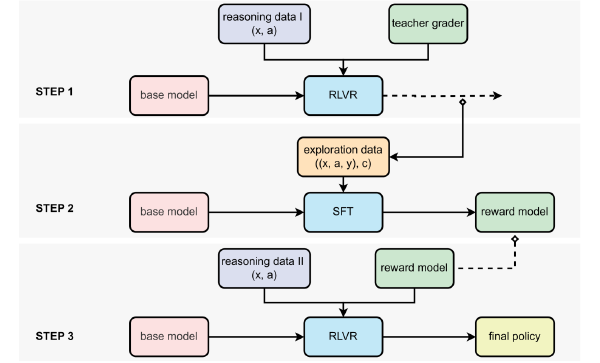 reasoning data I
(x, a)
teacher grader
STEP 1
base model
RLVR
exploration data
((x, a, y), c)
STEP 2
base model
SFT
reward model
reasoning data II
(x, a)
reward model
STEP 3
base model
RLVR
final policy